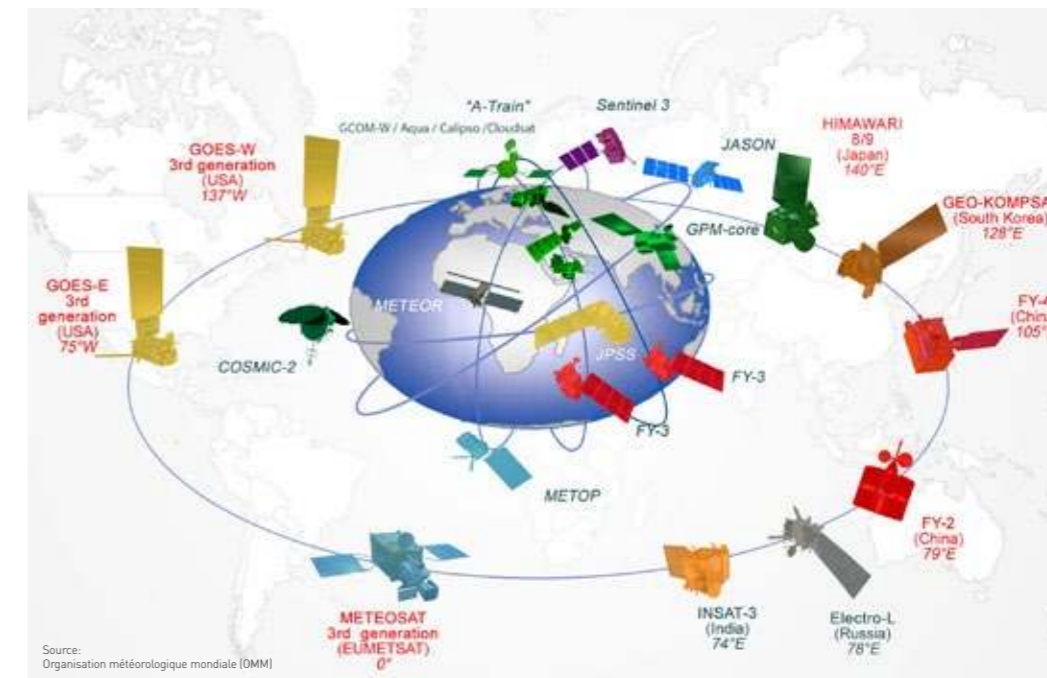 "A-Train"
GCOM-W / Aqua / Calipso /Cloudsat
Sentinel 3
JASON
HIMAWARI
8/9
(Japan)
140°E
GOES-W
3rd generation
(USA)
137°W
GEO-KOMPSA
(South Korea)
128°E
GPM-core
GOES-E
3rd
generation
(USA)
75°W
METEOR
FY-4
(China
105°
COSMIC-2
JPSS
FY-3
FY-3
METOP
FY-2
(China)
79°E
METEOSAT
3rd generation
(EUMETSAT)
0°
INSAT-3
(India)
74°E
Electro-L
(Russia)
78°E
Source:
Organisation météorologique mondiale (OMM)